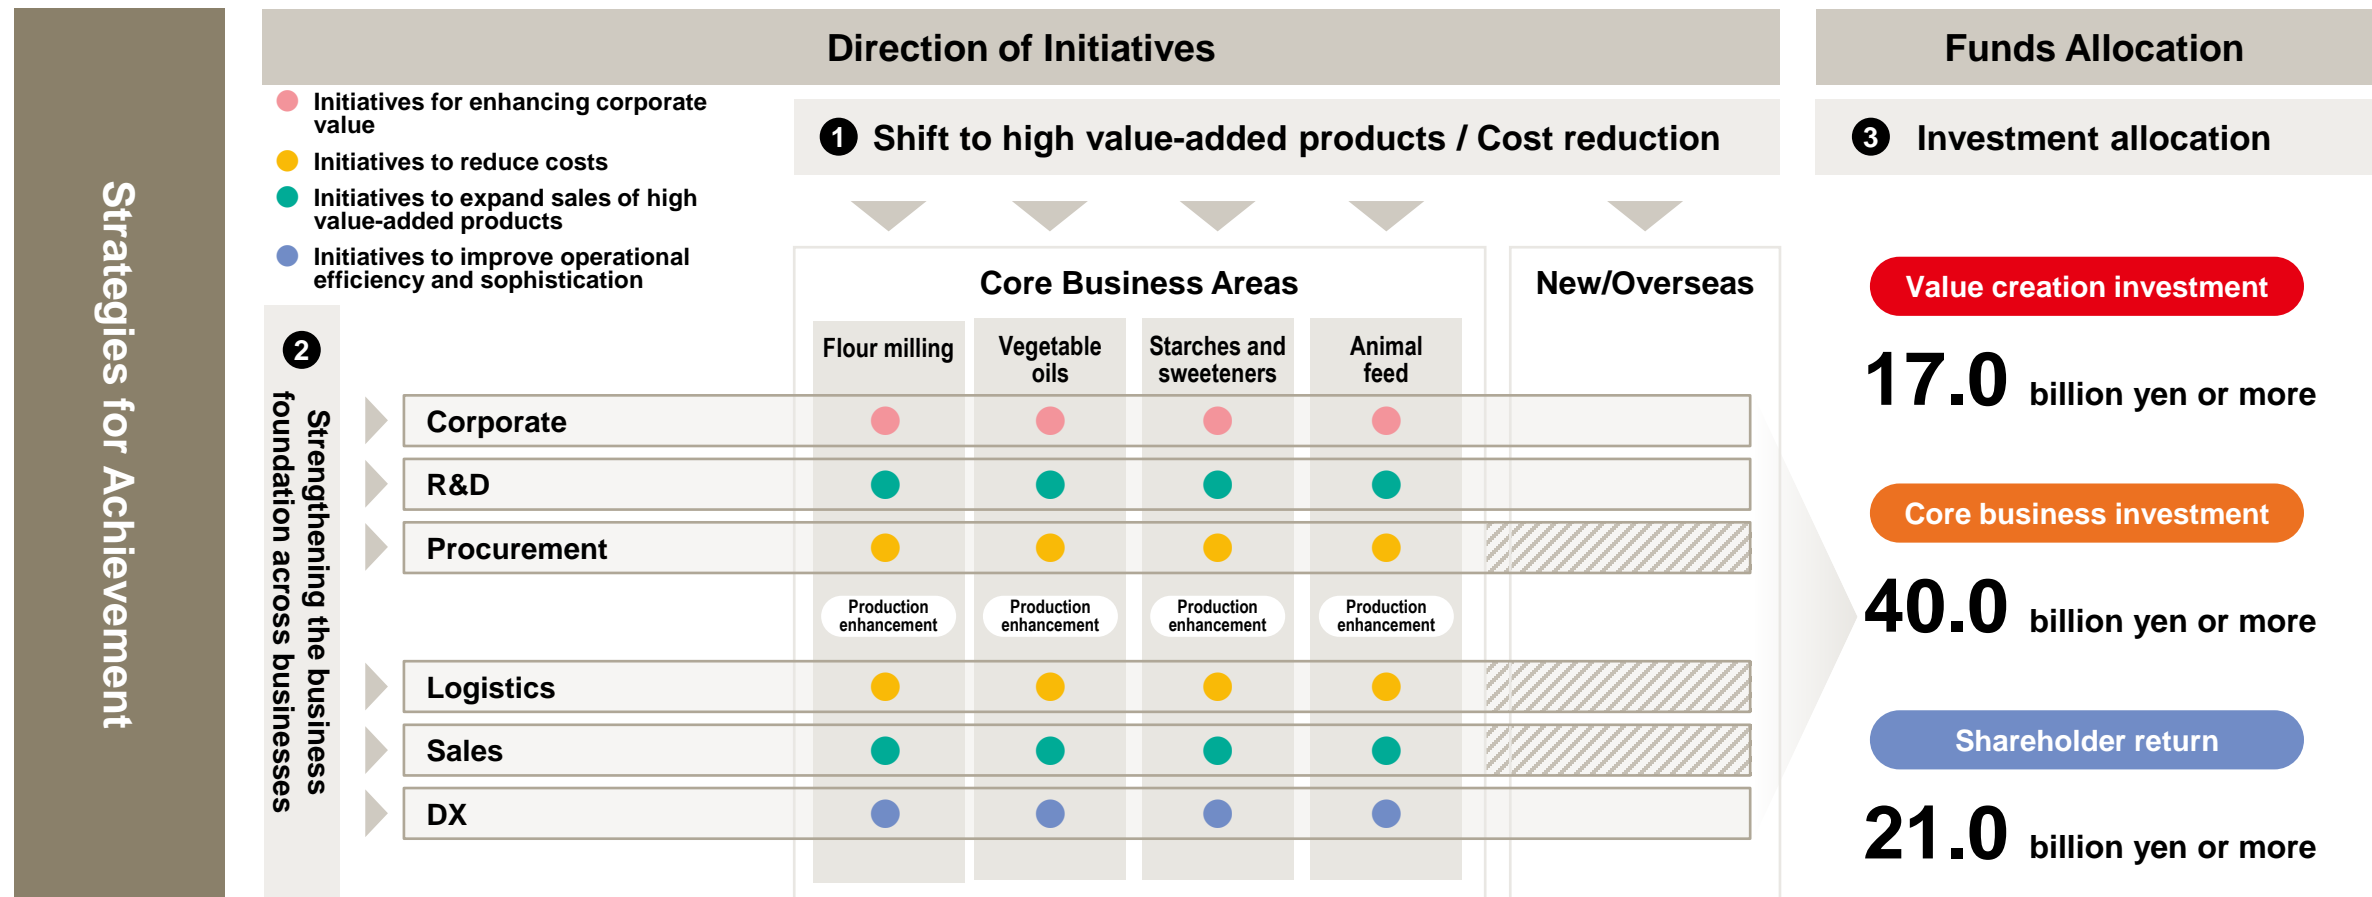 Strategies for Achievement
Direction of Initiatives
Initiatives for enhancing corporate
value
Initiatives to reduce costs
Initiatives to expand sales of high
value-added products
Initiatives to improve operational
efficiency and sophistication
1 Shift to high value-added products / Cost reduction
Core Business Areas
New/Overseas
2
Strengthening the business
foundation across businesses
Flour milling
Vegetable
oils
Starches and
sweeteners
Animal
feed
Corporate
R&D
Procurement
Production
enhancement
Production
enhancement
Production
enhancement
Production
enhancement
Logistics
Sales
DX
Funds Allocation
3 Investment allocation
Value creation investment
17.0 billion yen or more
Core business investment
40.0 billion yen or more
Shareholder return
21.0 billion yen or more